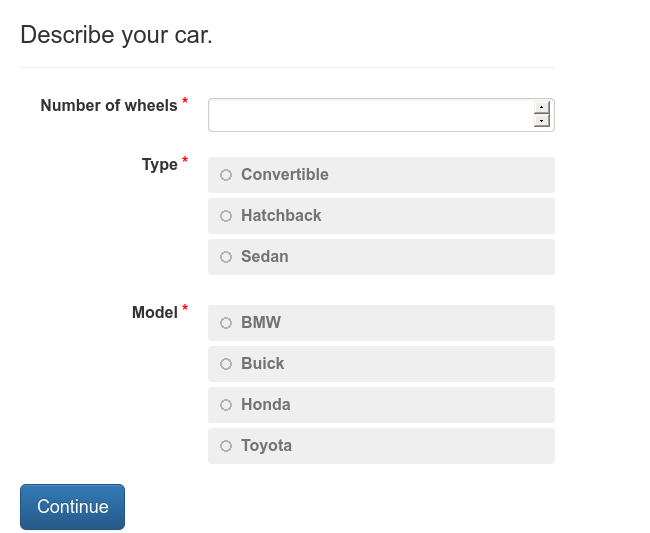 Describe your car.
Number of wheels *
Type *
Convertible
Hatchback
Sedan
Model *
BMW
Buick
Honda
Toyota
Continue